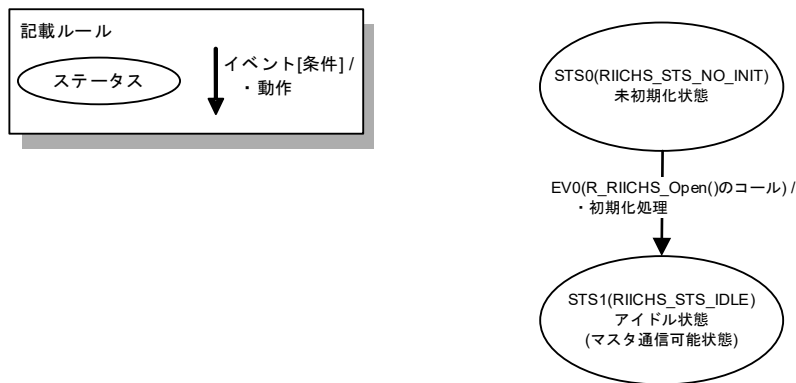 記載ルール
ステータス
イベント[条件] /
・動作
STS0(RIICHS_STS_NO_INIT)
未初期化状態
EV0(R_RIICHS_Open()のコール) /
・初期化処理
STS1(RIICHS_STS_IDLE)
アイドル状態
(マスタ通信可能状態)